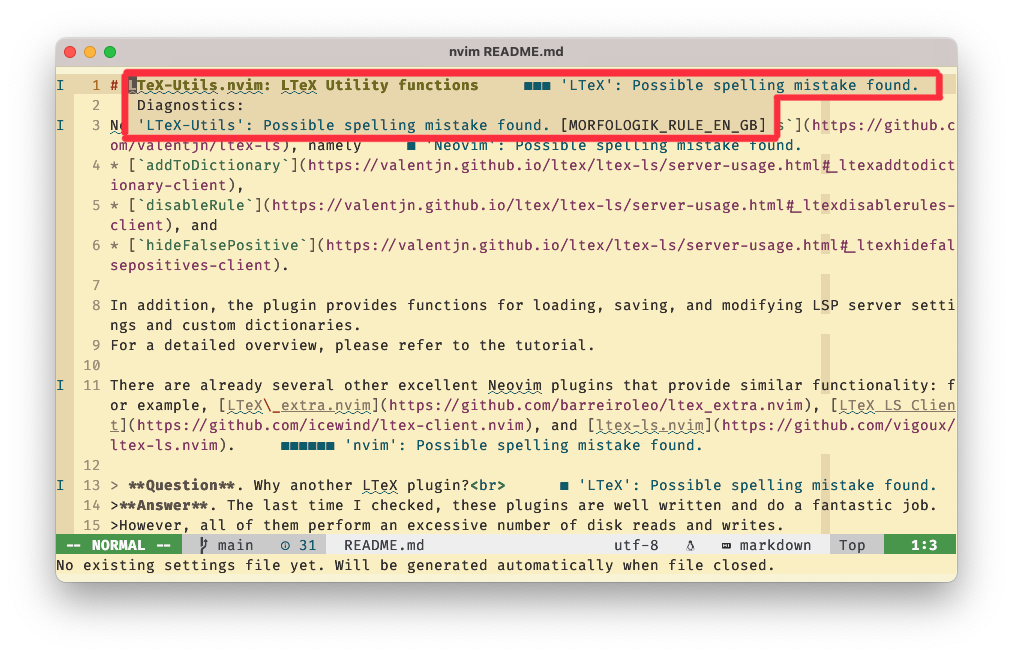 nvim README.md
I 1 # LTeX-Utils.nvim: LTeX Utility functions ■■■ 'LTeX': Possible spelling mistake found.
2 Diagnostics:
I 3 Ne 'LTeX-Utils': Possible spelling mistake found. [MORFOLOGIK_RULE_EN_GB] s`](https://github.c
om/valentjn/ltex-ls), namely ■ 'Neovim': Possible spelling mistake found.
4 * [`addToDictionary`](https://valentjn.github.io/ltex/ltex-ls/server-usage.html#_ltexaddtodict
ionary-client),
5 * [`disableRule`](https://valentjn.github.io/ltex/ltex-ls/server-usage.html#_ltexdisablerules-
client), and
6 * [`hideFalsePositive`](https://valentjn.github.io/ltex/ltex-ls/server-usage.html#_ltexhidefal
sepositives-client).
7
8 In addition, the plugin provides functions for loading, saving, and modifying LSP server setti
ngs and custom dictionaries.
9 For a detailed overview, please refer to the tutorial.
10
I 11 There are already several other excellent Neovim plugins that provide similar functionality: f
or example, [LTeX\_extra.nvim](https://github.com/barreiroleo/ltex_extra.nvim), [LTeX LS Clien
t](https://github.com/icewind/ltex-client.nvim), and [ltex-ls.nvim](https://github.com/vigoux/
ltex-ls.nvim). ■■■■■■ 'nvim': Possible spelling mistake found.
12
I 13 > **Question**. Why another LTeX plugin?<br> ■ 'LTeX': Possible spelling mistake found.
14 >**Answer**. The last time I checked, these plugins are well written and do a fantastic job.
15 >However, all of them perform an excessive number of disk reads and writes.
-- NORMAL -- main 31 README.md utf-8 markdown Top 1:3
No existing settings file yet. Will be generated automatically when file closed.